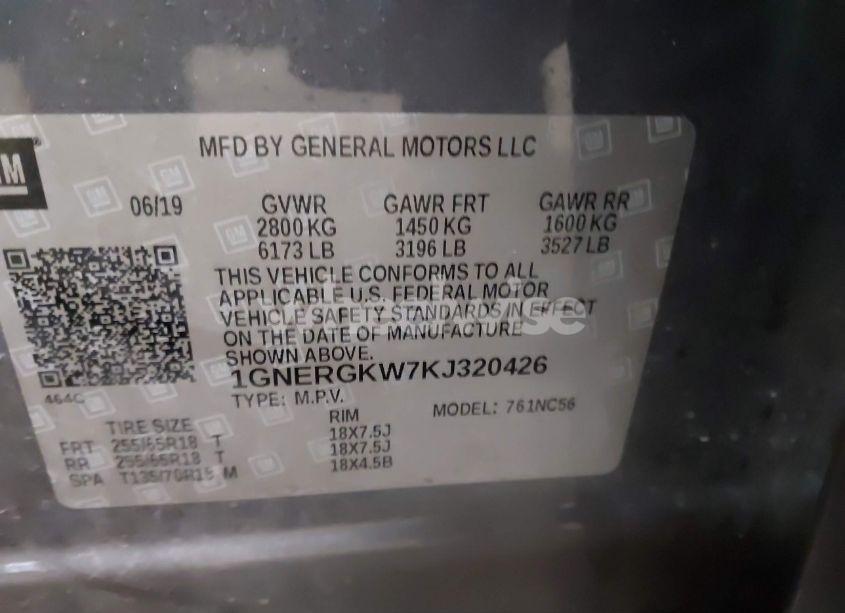 GM
MFD BY GENERAL MOTORS LLC
06/19 GVWR GAWR FRT GAWR RR
2800 KG 1450 KG 1600 KG
6173 LB 3196 LB 3527 LB
THIS VEHICLE CONFORMS TO ALL
APPLICABLE U.S. FEDERAL MOTOR
VEHICLE SAFETY STANDARDS IN EFFECT
ON THE DATE OF MANUFACTURE
SHOWN ABOVE.
1GNERGKW7KJ320426
464C
TYPE: M.P.V. MODEL: 761NC56
TIRE SIZE RIM
FRT 255/65R18 T 18X7.5J
RR 255/65R18 T 18X7.5J
SPA T135/70R18 M 18X4.5B